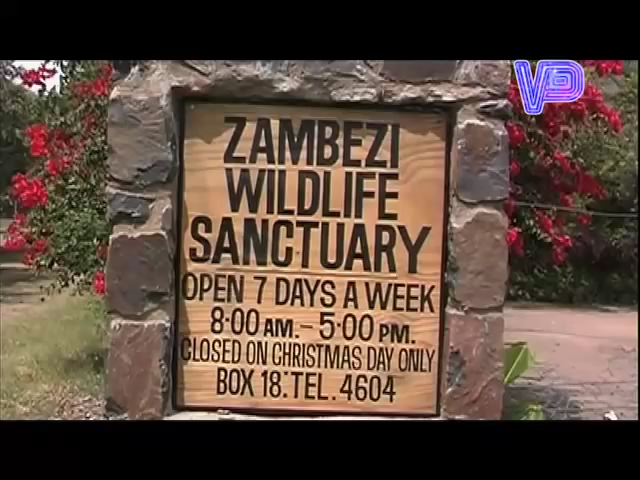 VP
ZAMBEZI
WILDLIFE
SANCTUARY
OPEN 7 DAYS A WEEK
8·00 AM. - 5·00 PM.
CLOSED ON CHRISTMAS DAY ONLY
BOX 18. TEL. 4604